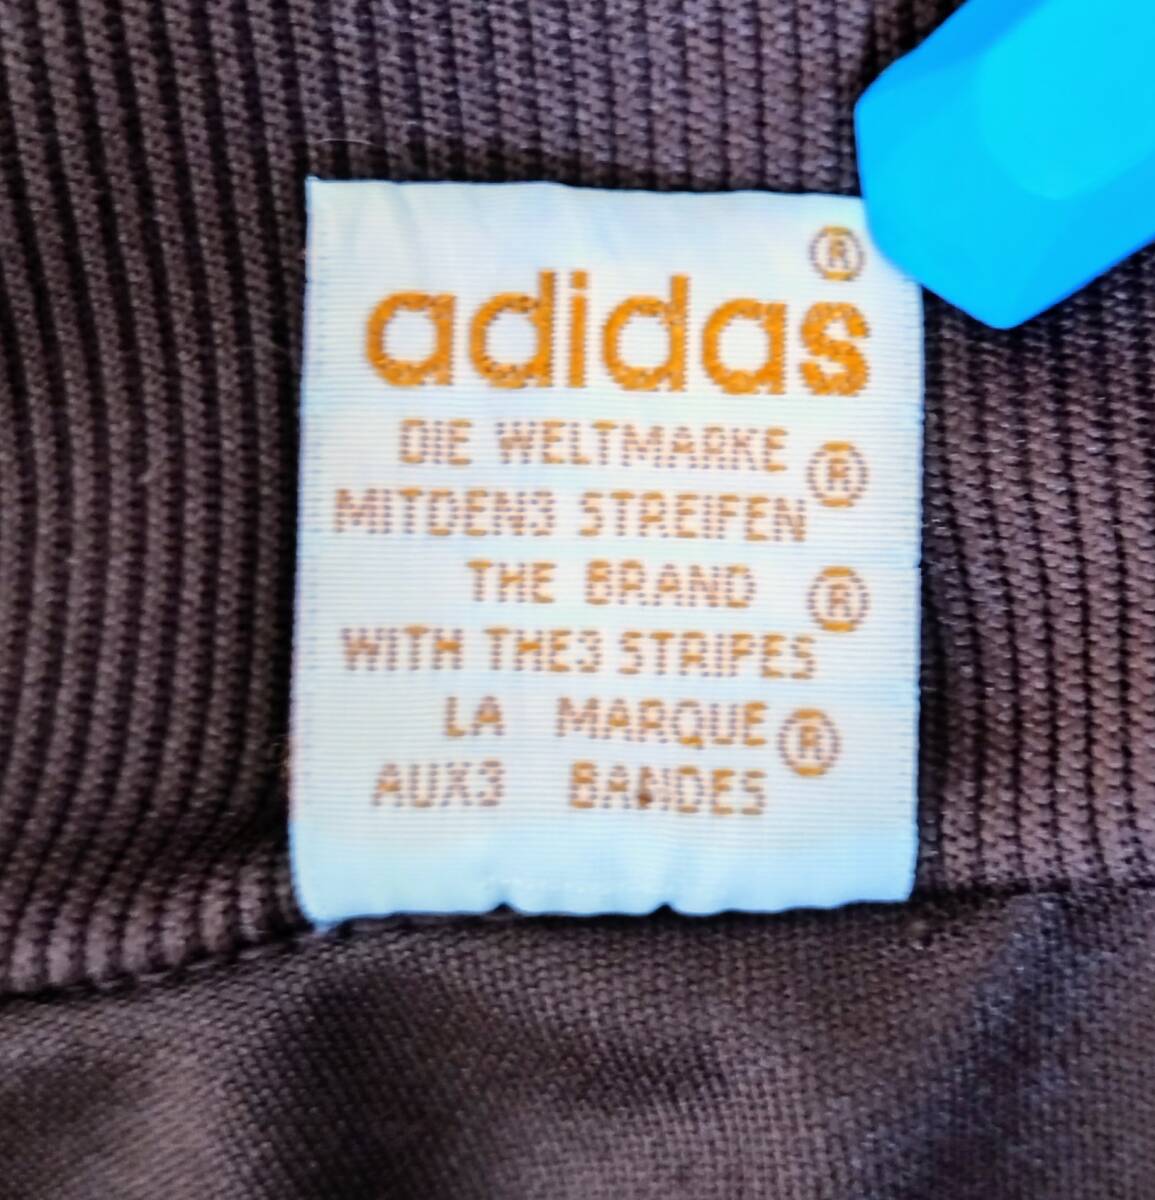 ®
adidas
DIE WELTMARKE ®
MITDEN3 STREIFEN
THE BRAND ®
WITH THE3 STRIPES
LA MARQUE ®
AUX3 BANDES